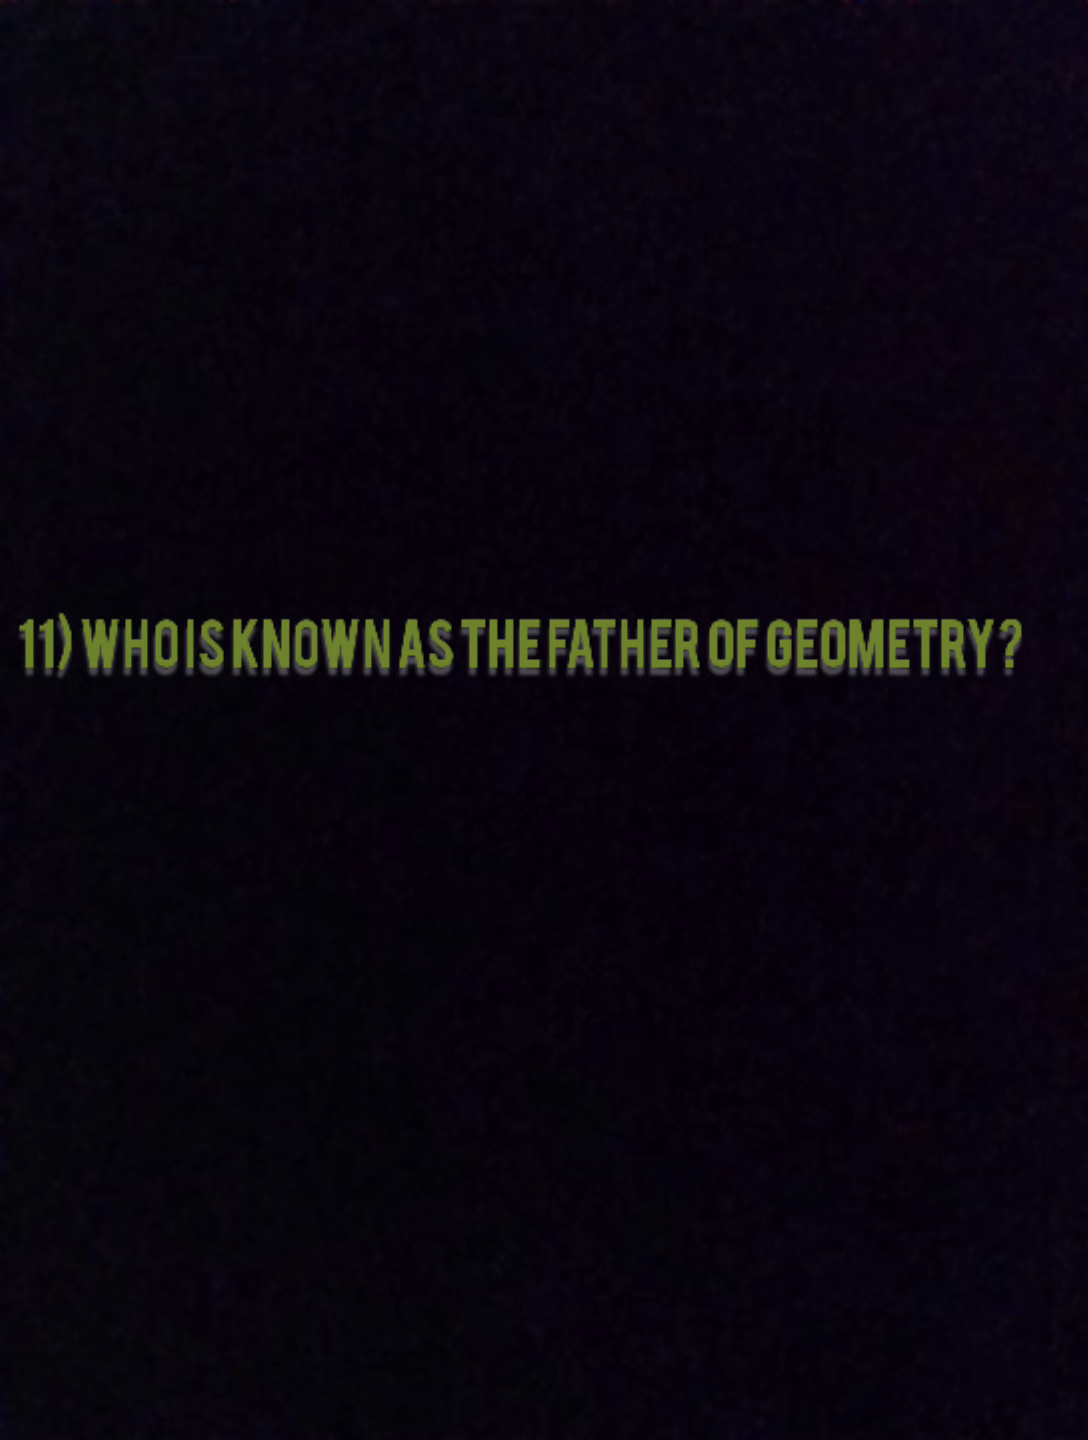 11) WHO IS KNOWN AS THE FATHER OF GEOMETRY ?